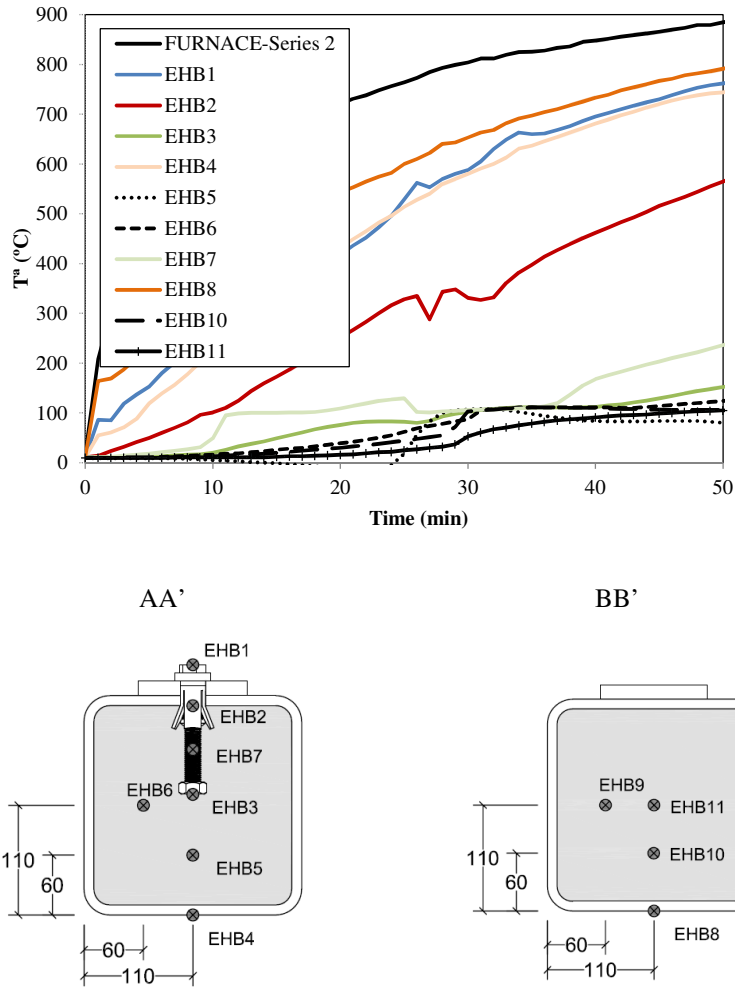 900
800
700
600
500
400
300
200
100
0
Tª (ºC)
FURNACE-Series 2
EHB1
EHB2
EHB3
EHB4
EHB5
EHB6
EHB7
EHB8
EHB10
EHB11
0 10 20 30 40 50
Time (min)
AA’ BB’
EHB1
EHB2
EHB7
EHB6
EHB3
EHB5
EHB4
110
60
60
110
EHB9
EHB11
EHB10
EHB8
110
60
60
110